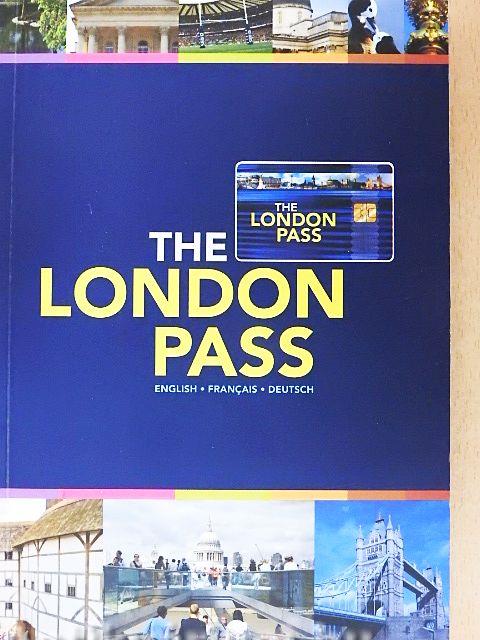 THE
LONDON
PASS
THE
LONDON
PASS
ENGLISH • FRANÇAIS • DEUTSCH